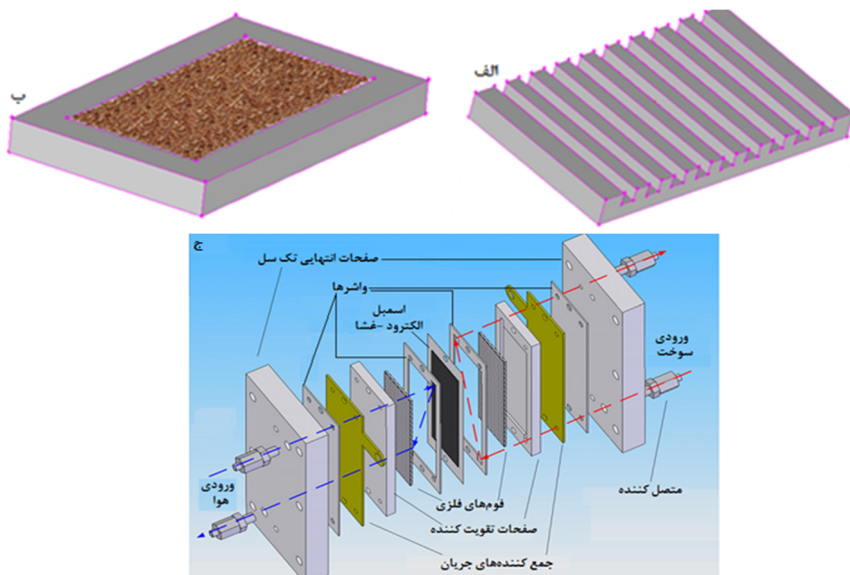 الف
ب
ج
صفحات انتهایی تک سل
واشرها
اسمبل
الکترود -غشا
ورودی
سوخت
متصل کننده
ورودی
هوا
فوم‌های فلزی
صفحات تقویت کننده
جمع کننده‌های جریان